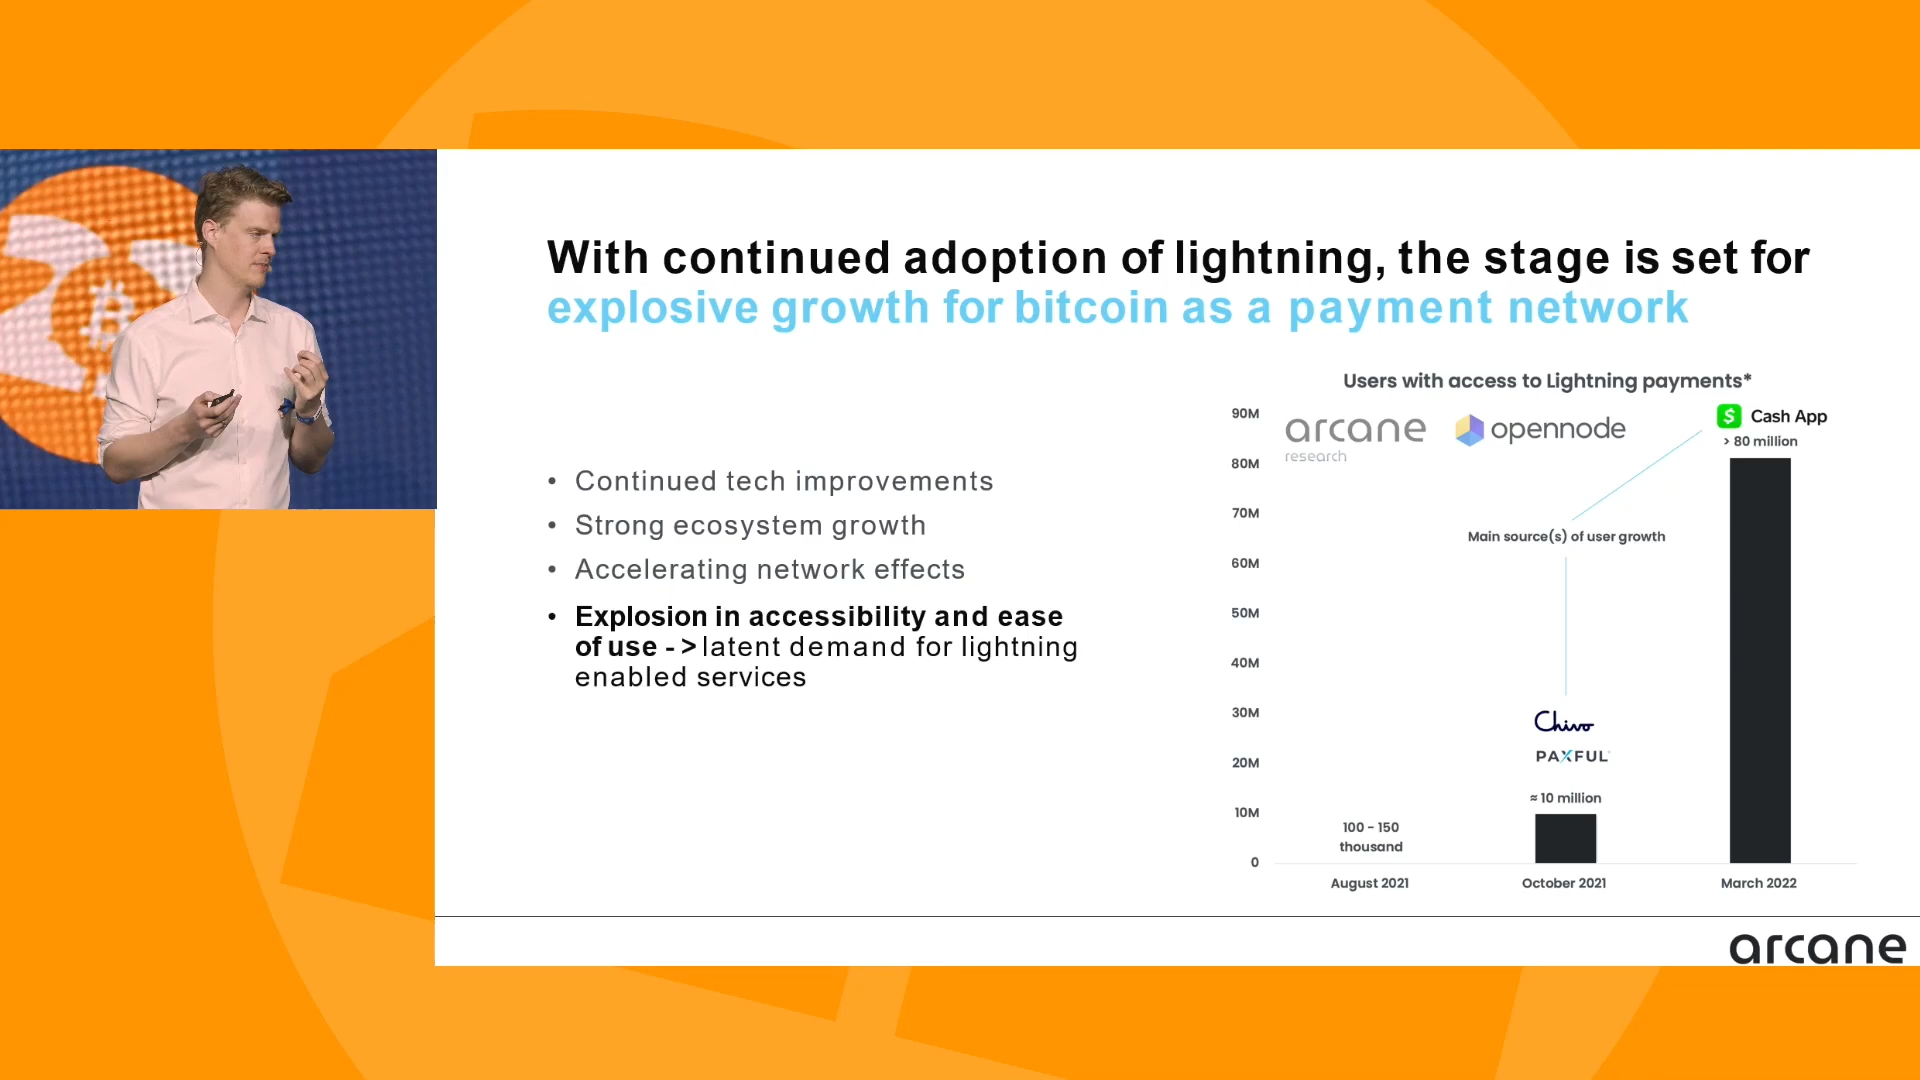 With continued adoption of lightning, the stage is set for
explosive growth for bitcoin as a payment network
• Continued tech improvements
• Strong ecosystem growth
• Accelerating network effects
• Explosion in accessibility and ease
of use - > latent demand for lightning
enabled services
Users with access to Lightning payments*
arcane
research
opennode
Cash App
> 80 million
90M
80M
70M
60M
50M
40M
30M
20M
10M
0
Main source(s) of user growth
Chivo
PAXFUL
≈ 10 million
100 - 150
thousand
August 2021
October 2021
March 2022
arcane